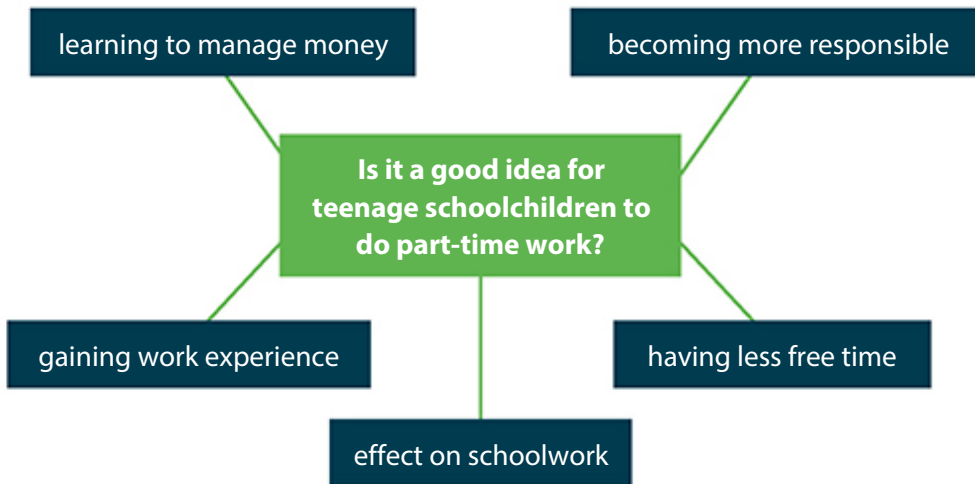 learning to manage money
becoming more responsible
Is it a good idea for
teenage schoolchildren to
do part-time work?
gaining work experience
having less free time
effect on schoolwork